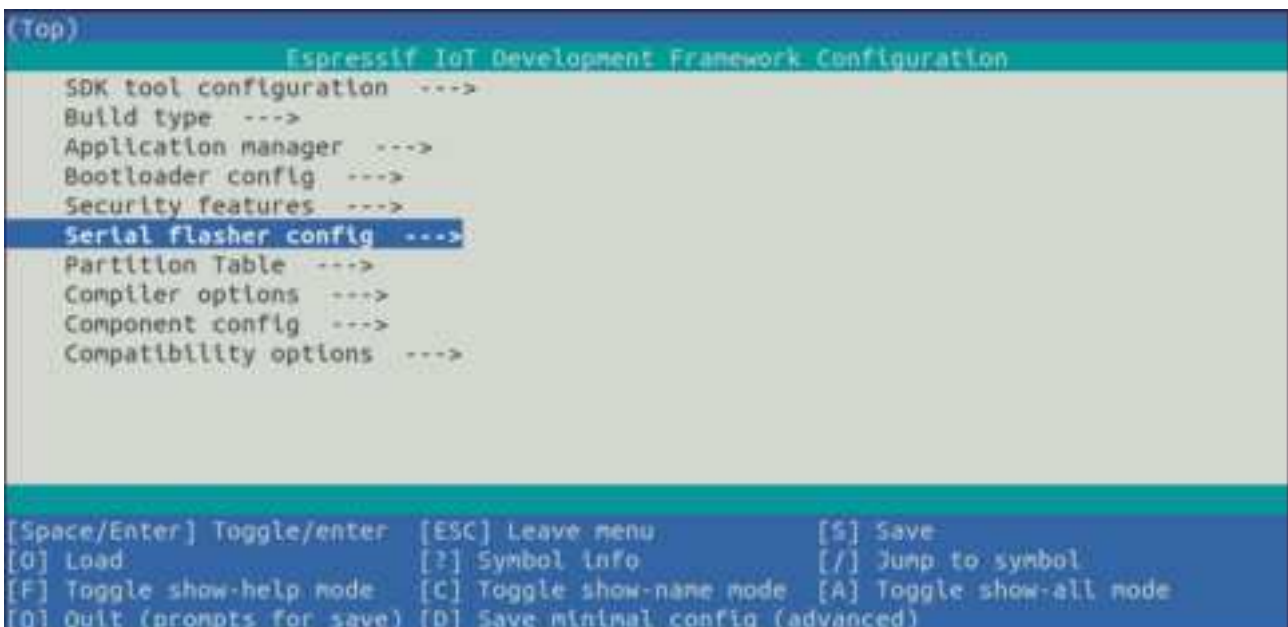 (Top)
Espressif IoT Development Framework Configuration
SDK tool configuration --->
Build type --->
Application manager --->
Bootloader config --->
Security features --->
Serial flasher config --->
Partition Table --->
Compiler options --->
Component config --->
Compatibility options --->
[Space/Enter] Toggle/enter [ESC] Leave menu [S] Save
[O] Load [?] Symbol info [/] Jump to symbol
[F] Toggle show-help mode [C] Toggle show-name mode [A] Toggle show-all mode
[Q] Quit (prompts for save) [D] Save minimal config (advanced)